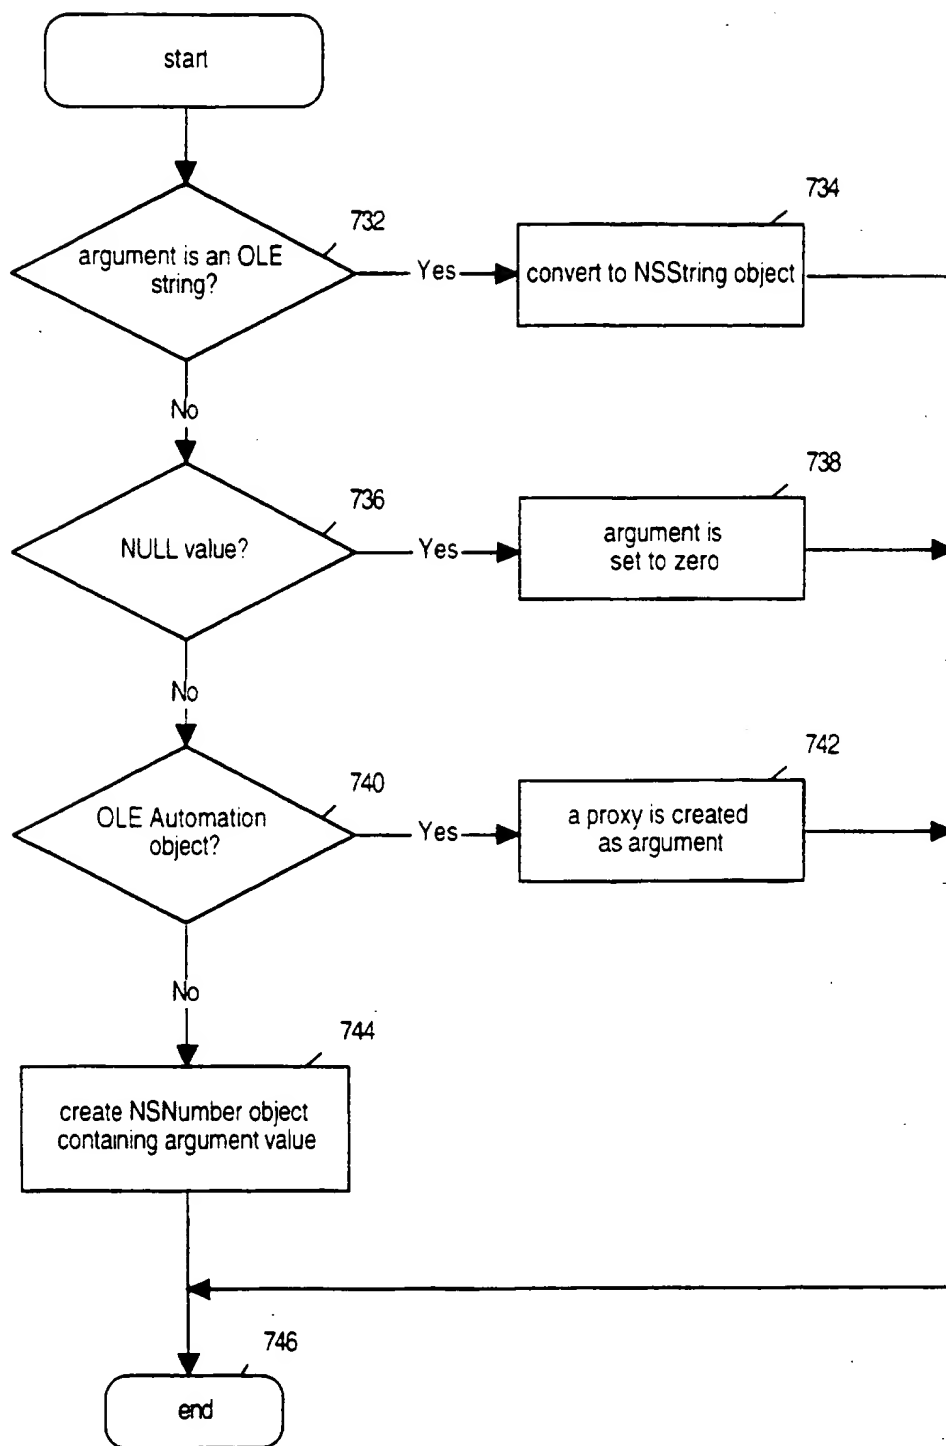 start
732
argument is an OLE
string?
Yes
734
convert to NSString object
No
736
NULL value?
Yes
738
argument is
set to zero
No
740
OLE Automation
object?
Yes
742
a proxy is created
as argument
No
744
create NSNumber object
containing argument value
746
end